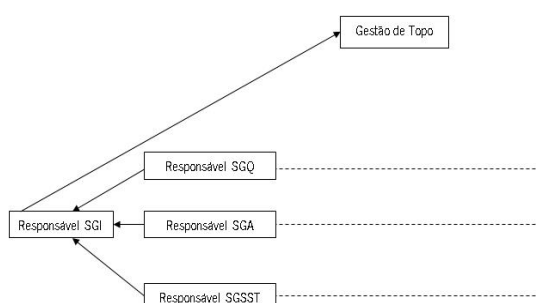 Gestão de Topo
Responsável SGQ
Responsável SGI
Responsável SGA
Responsável SGSST